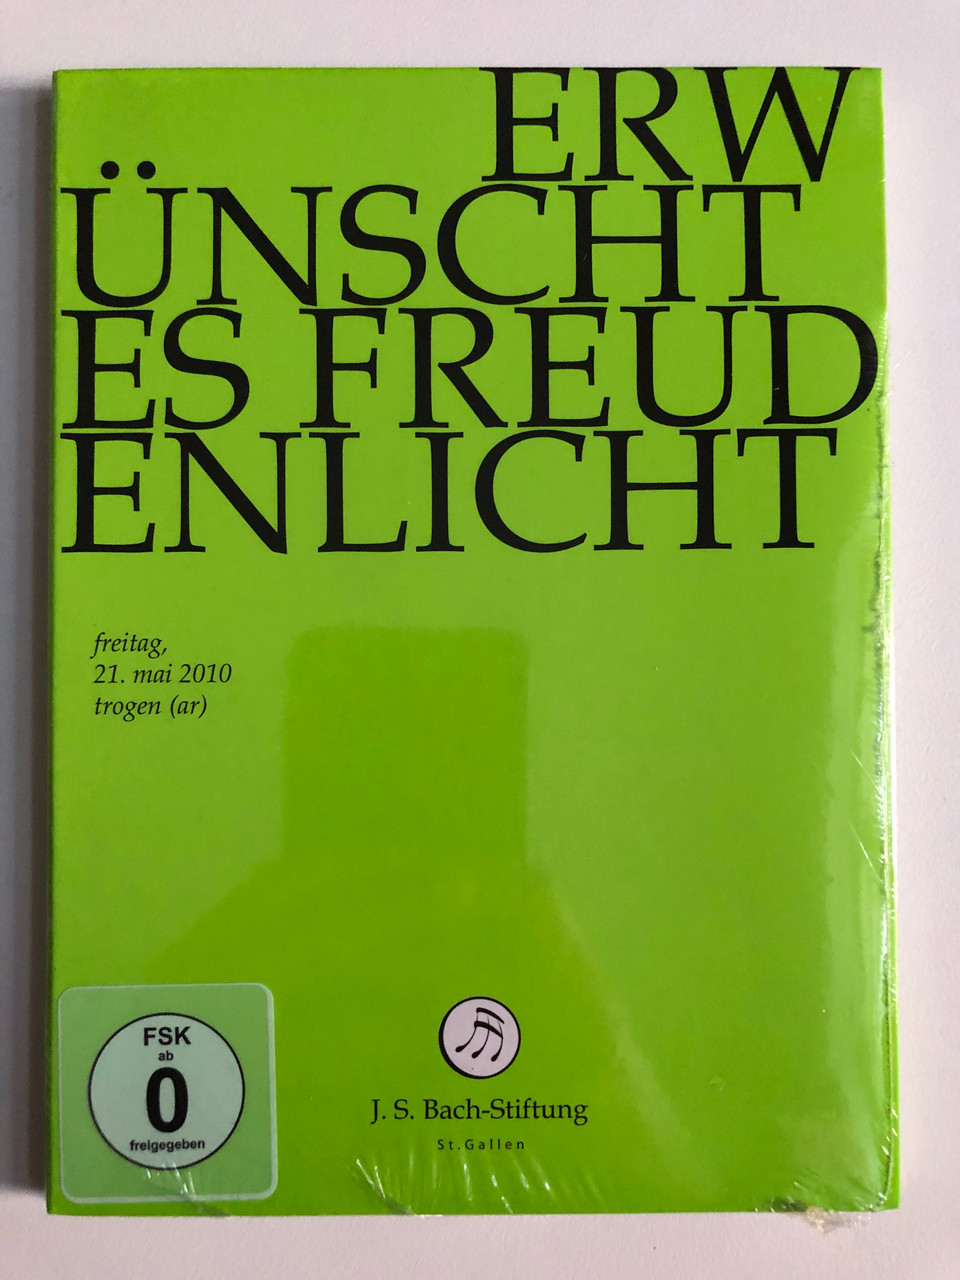 ERW
ÜNSCHT
ES FREUD
ENLICHT
freitag,
21. mai 2010
trogen (ar)
FSK
ab
0
freigegeben
J. S. Bach-Stiftung
St.Gallen